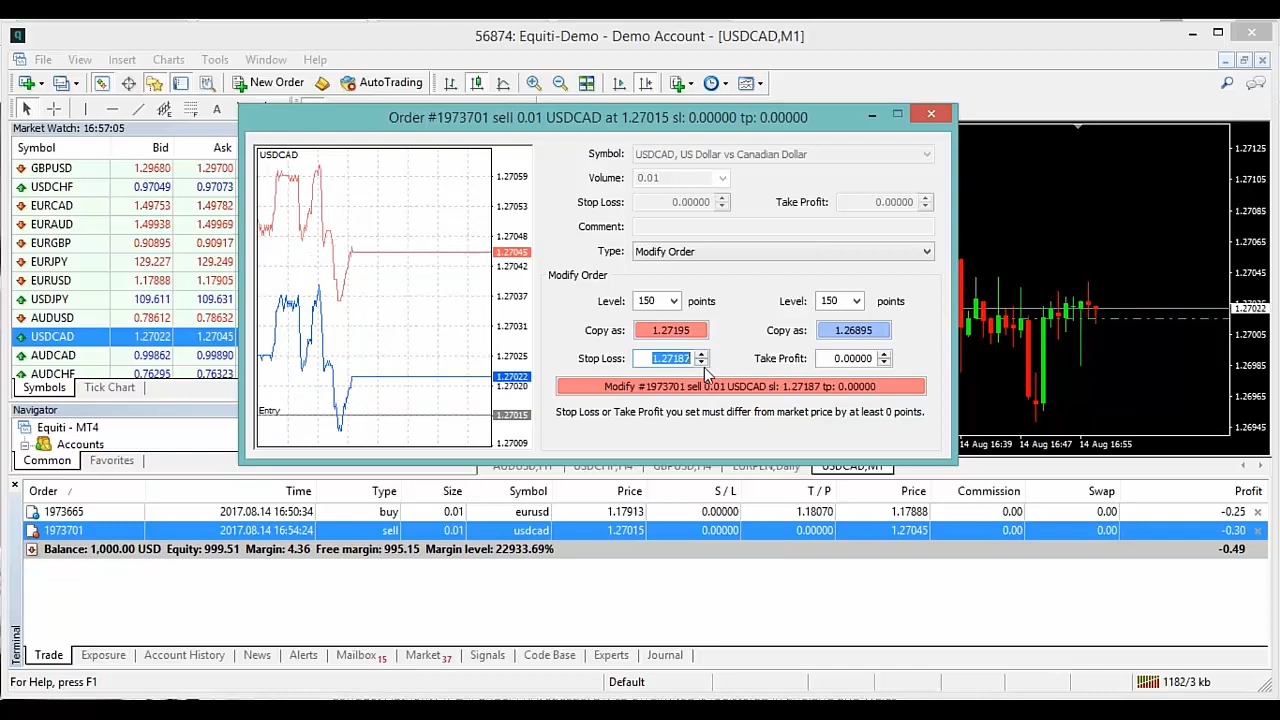 56874: Equiti-Demo - Demo Account - [USDCAD,M1]
File View Insert Charts Tools Window Help
New Order AutoTrading
A
Market Watch: 16:57:05
Symbol Bid Ask
GBPUSD 1.29680 1.29700
USDCHF 0.97049 0.97073
EURCAD 1.49753 1.49782
EURAUD 1.49938 1.49969
EURGBP 0.90895 0.90917
EURJPY 129.227 129.249
EURUSD 1.17888 1.17905
USDJPY 109.611 109.631
AUDUSD 0.78612 0.78632
USDCAD 1.27022 1.27045
AUDCAD 0.99862 0.99890
AUDCHF 0.76295 0.76323
Symbols Tick Chart
Navigator
Equiti - MT4
Accounts
Common Favorites
Order #1973701 sell 0.01 USDCAD at 1.27015 sl: 0.00000 tp: 0.00000
USDCAD
1.27059
1.27053
1.27048
1.27045
1.27042
1.27037
1.27031
1.27025
1.27022
1.27020
Entry 1.27015
1.27009
Symbol: USDCAD, US Dollar vs Canadian Dollar
Volume: 0.01
Stop Loss: 0.00000 Take Profit: 0.00000
Comment:
Type: Modify Order
Modify Order
Level: 150 points Level: 150 points
Copy as: 1.27195 Copy as: 1.26895
Stop Loss: 1.27187 Take Profit: 0.00000
Modify #1973701 sell 0.01 USDCAD sl: 1.27187 tp: 0.00000
Stop Loss or Take Profit you set must differ from market price by at least 0 points.
1.27125
1.27105
1.27085
1.27065
1.27045
1.27022
1.27005
1.26985
1.26965
1.26945
14 Aug 16:39 14 Aug 16:47 14 Aug 16:55
USDCAD,M1
Order / Time Type Size Symbol Price S / L T / P Price Commission Swap Profit
1973665 2017.08.14 16:50:34 buy 0.01 eurusd 1.17913 0.00000 1.18070 1.17888 0.00 0.00 -0.25
1973701 2017.08.14 16:54:24 sell 0.01 usdcad 1.27015 0.00000 0.00000 1.27045 0.00 0.00 -0.30
Balance: 1,000.00 USD Equity: 999.51 Margin: 4.36 Free margin: 995.15 Margin level: 22933.69% -0.49
Terminal
Trade Exposure Account History News Alerts Mailbox 15 Market 37 Signals Code Base Experts Journal
For Help, press F1 Default 1182/3 kb